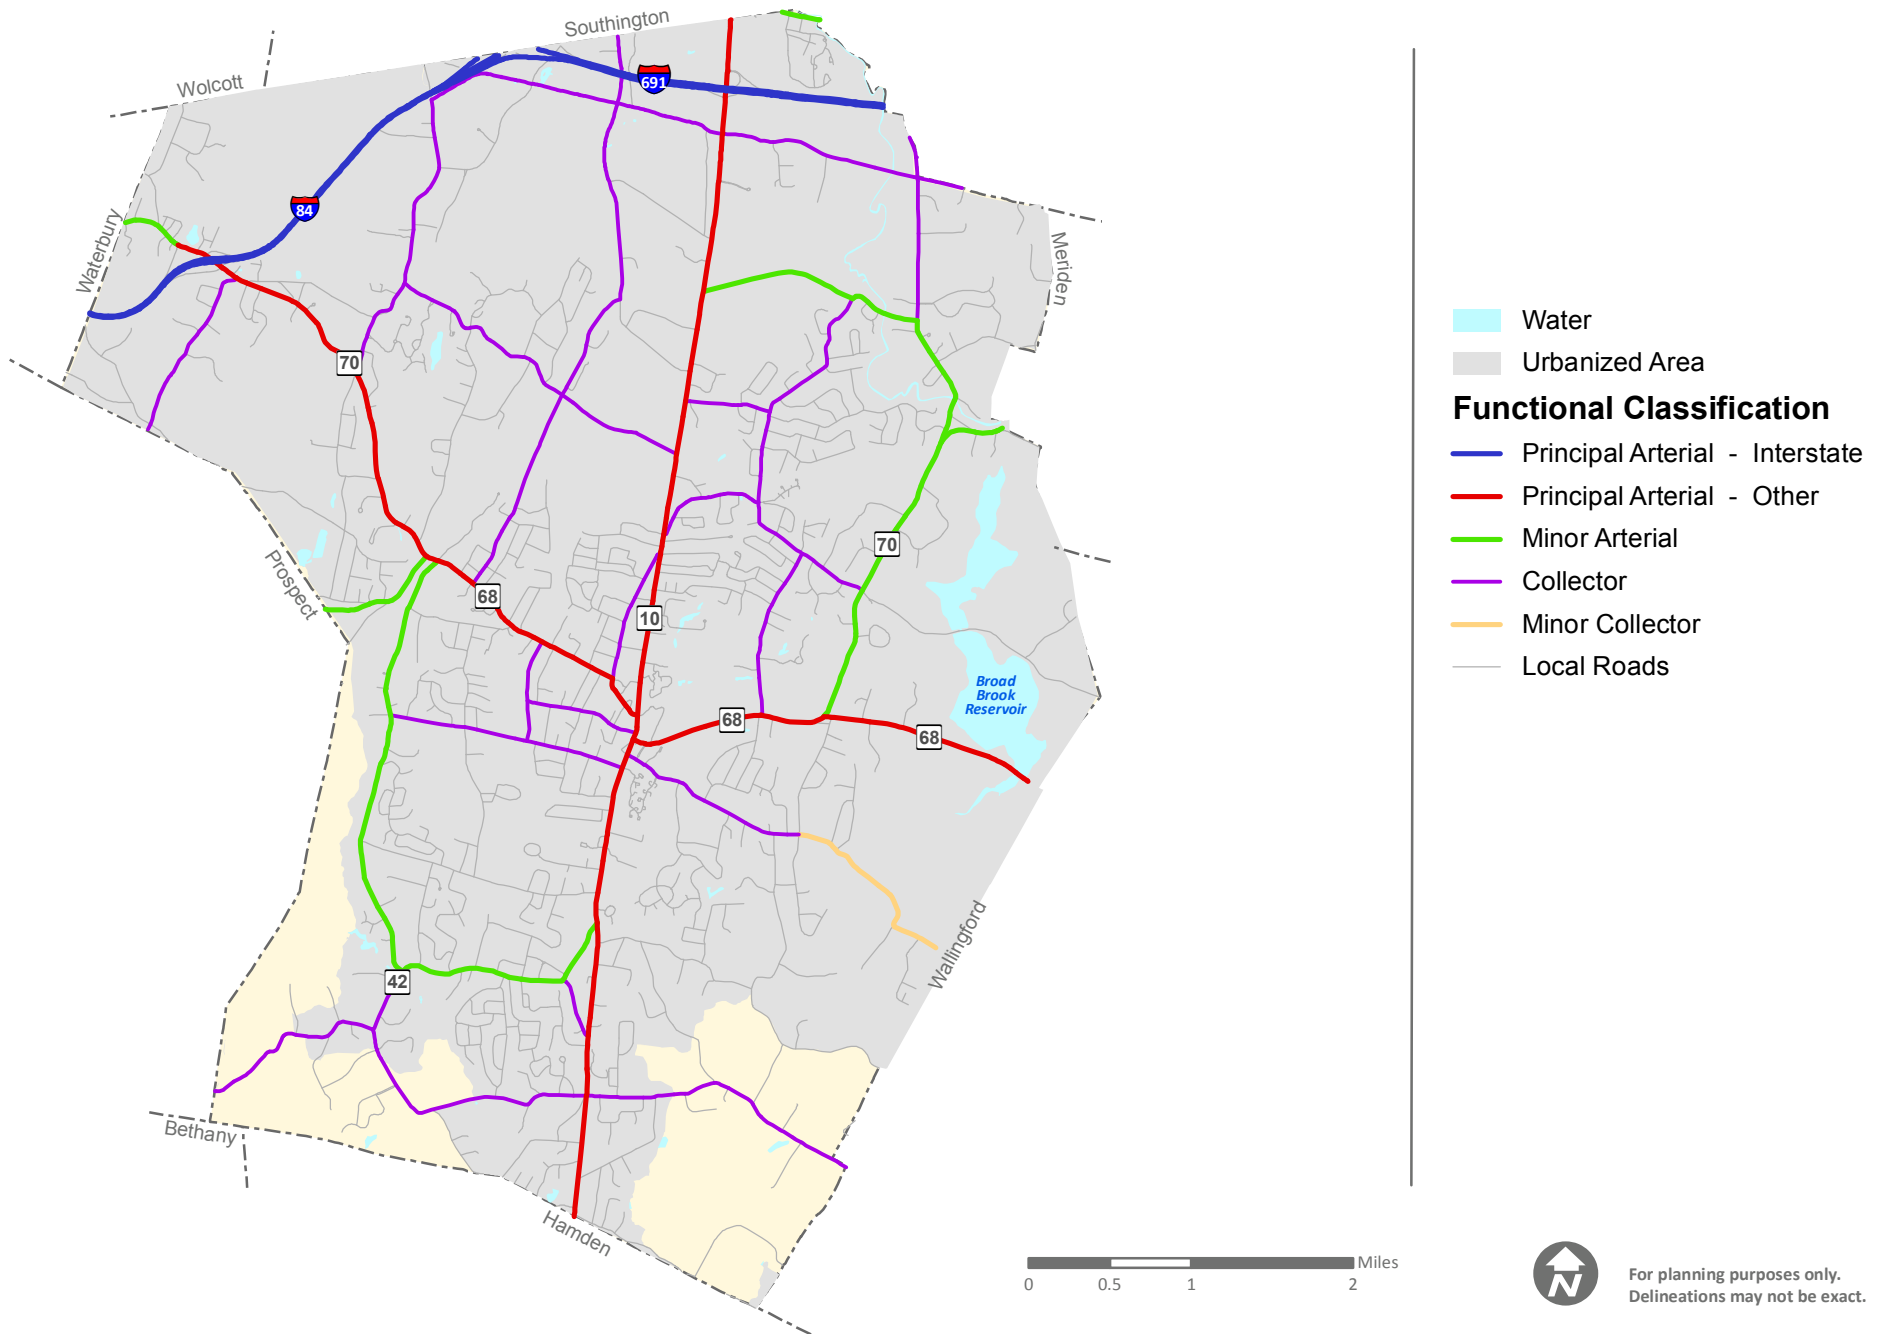 Southington
Wolcott
691
84
Waterbury
Meriden
70
70
Prospect
68
10
Broad
Brook
Reservoir
68
68
Wallingford
42
Bethany
Hamden
Water
Urbanized Area
Functional Classification
Principal Arterial - Interstate
Principal Arterial - Other
Minor Arterial
Collector
Minor Collector
Local Roads
Miles
0 0.5 1 2
N
For planning purposes only.
Delineations may not be exact.